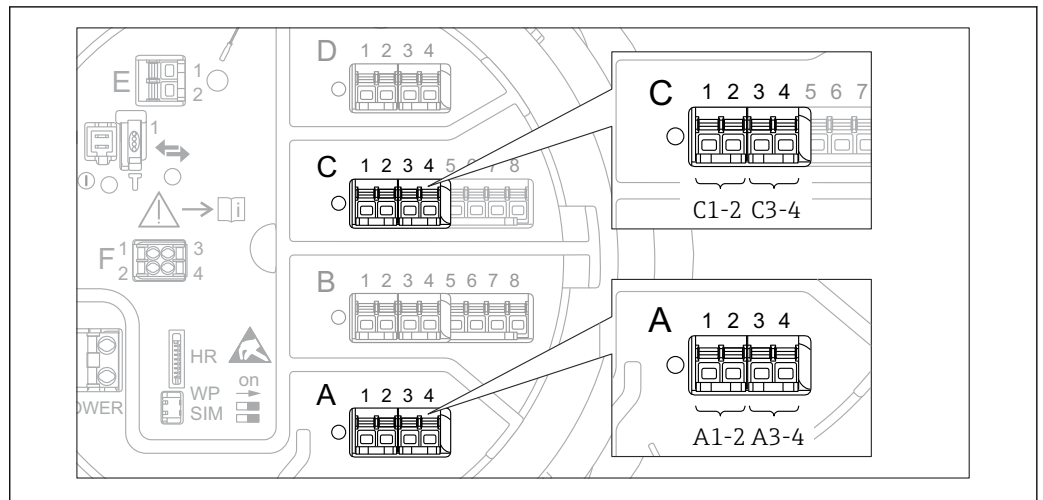 D 1 2 3 4
E 1
2
1
C 1 2 3 4 5 6 7 8
F 1 3
2 4
B 1 2 3 4 5 6 7 8
HR
WP on
SIM
OWER
A 1 2 3 4
C 1 2 3 4 5 6 7
C1-2 C3-4
A 1 2 3 4
A1-2 A3-4